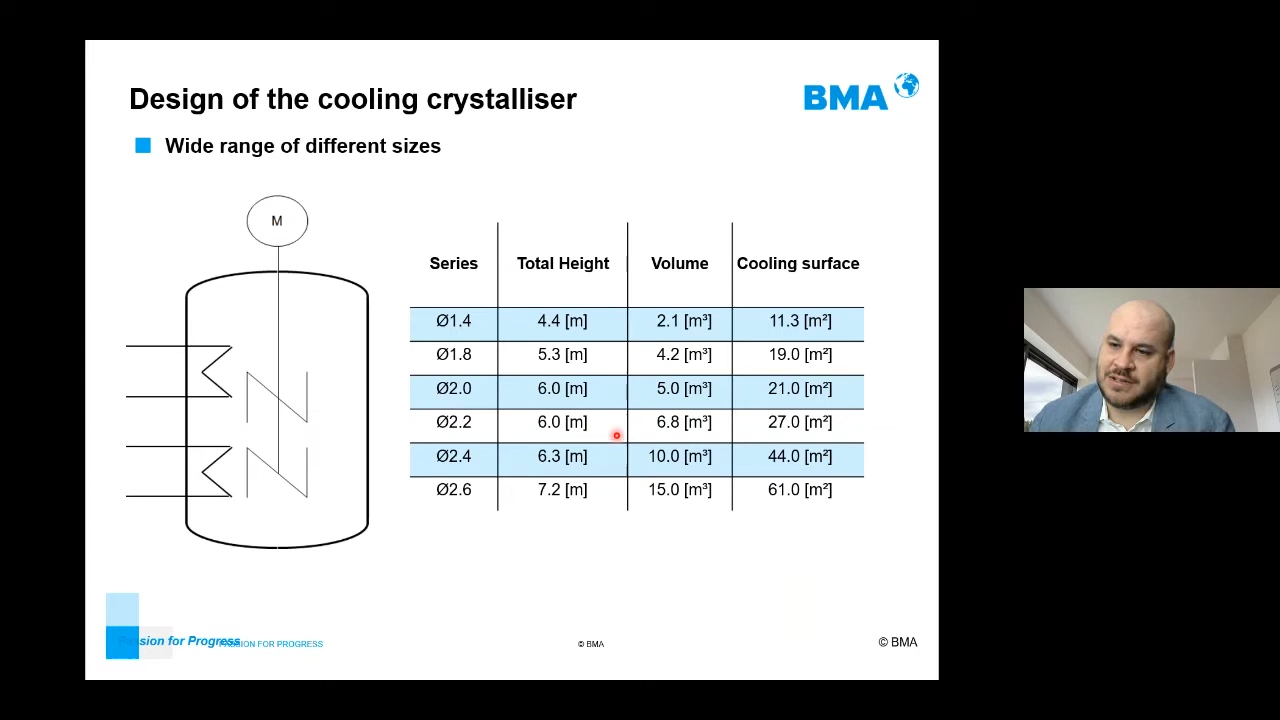 Design of the cooling crystalliser
BMA
Wide range of different sizes
M
Series Total Height Volume Cooling surface
Ø1.4 4.4 [m] 2.1 [m³] 11.3 [m²]
Ø1.8 5.3 [m] 4.2 [m³] 19.0 [m²]
Ø2.0 6.0 [m] 5.0 [m³] 21.0 [m²]
Ø2.2 6.0 [m] 6.8 [m³] 27.0 [m²]
Ø2.4 6.3 [m] 10.0 [m³] 44.0 [m²]
Ø2.6 7.2 [m] 15.0 [m³] 61.0 [m²]
Passion for Progress
PASSION FOR PROGRESS
© BMA
© BMA